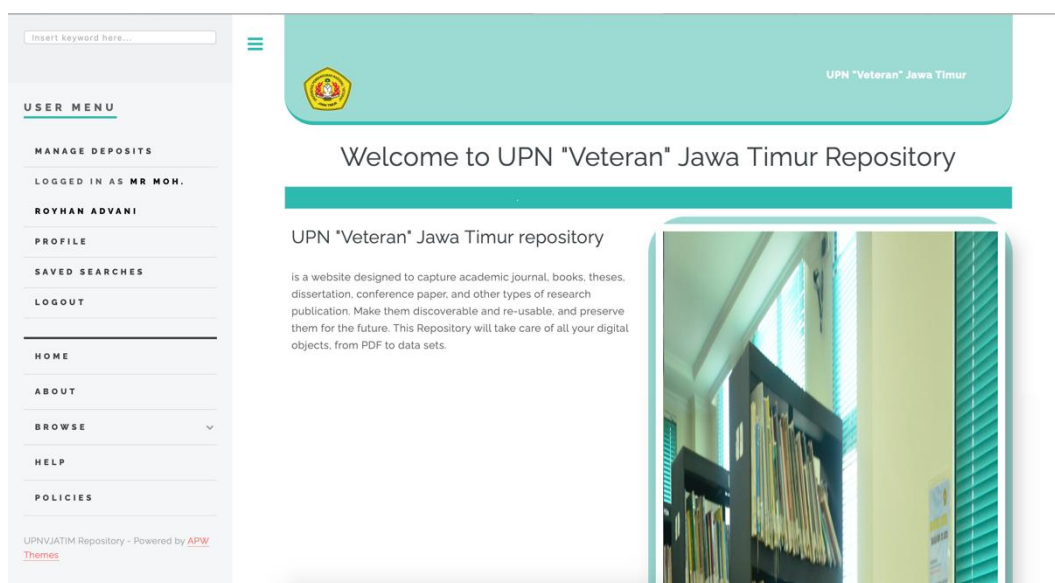 Insert keyword here...
USER MENU
MANAGE DEPOSITS
LOGGED IN AS MR MOH.
ROYHAN ADVANI
PROFILE
SAVED SEARCHES
LOGOUT
HOME
ABOUT
BROWSE
HELP
POLICIES
UPNVJATIM Repository - Powered by APW
Themes
UPN "Veteran" Jawa Timur
Welcome to UPN "Veteran" Jawa Timur Repository
UPN "Veteran" Jawa Timur repository
is a website designed to capture academic journal, books, theses,
dissertation, conference paper, and other types of research
publication. Make them discoverable and re-usable, and preserve
them for the future. This Repository will take care of all your digital
objects, from PDF to data sets.